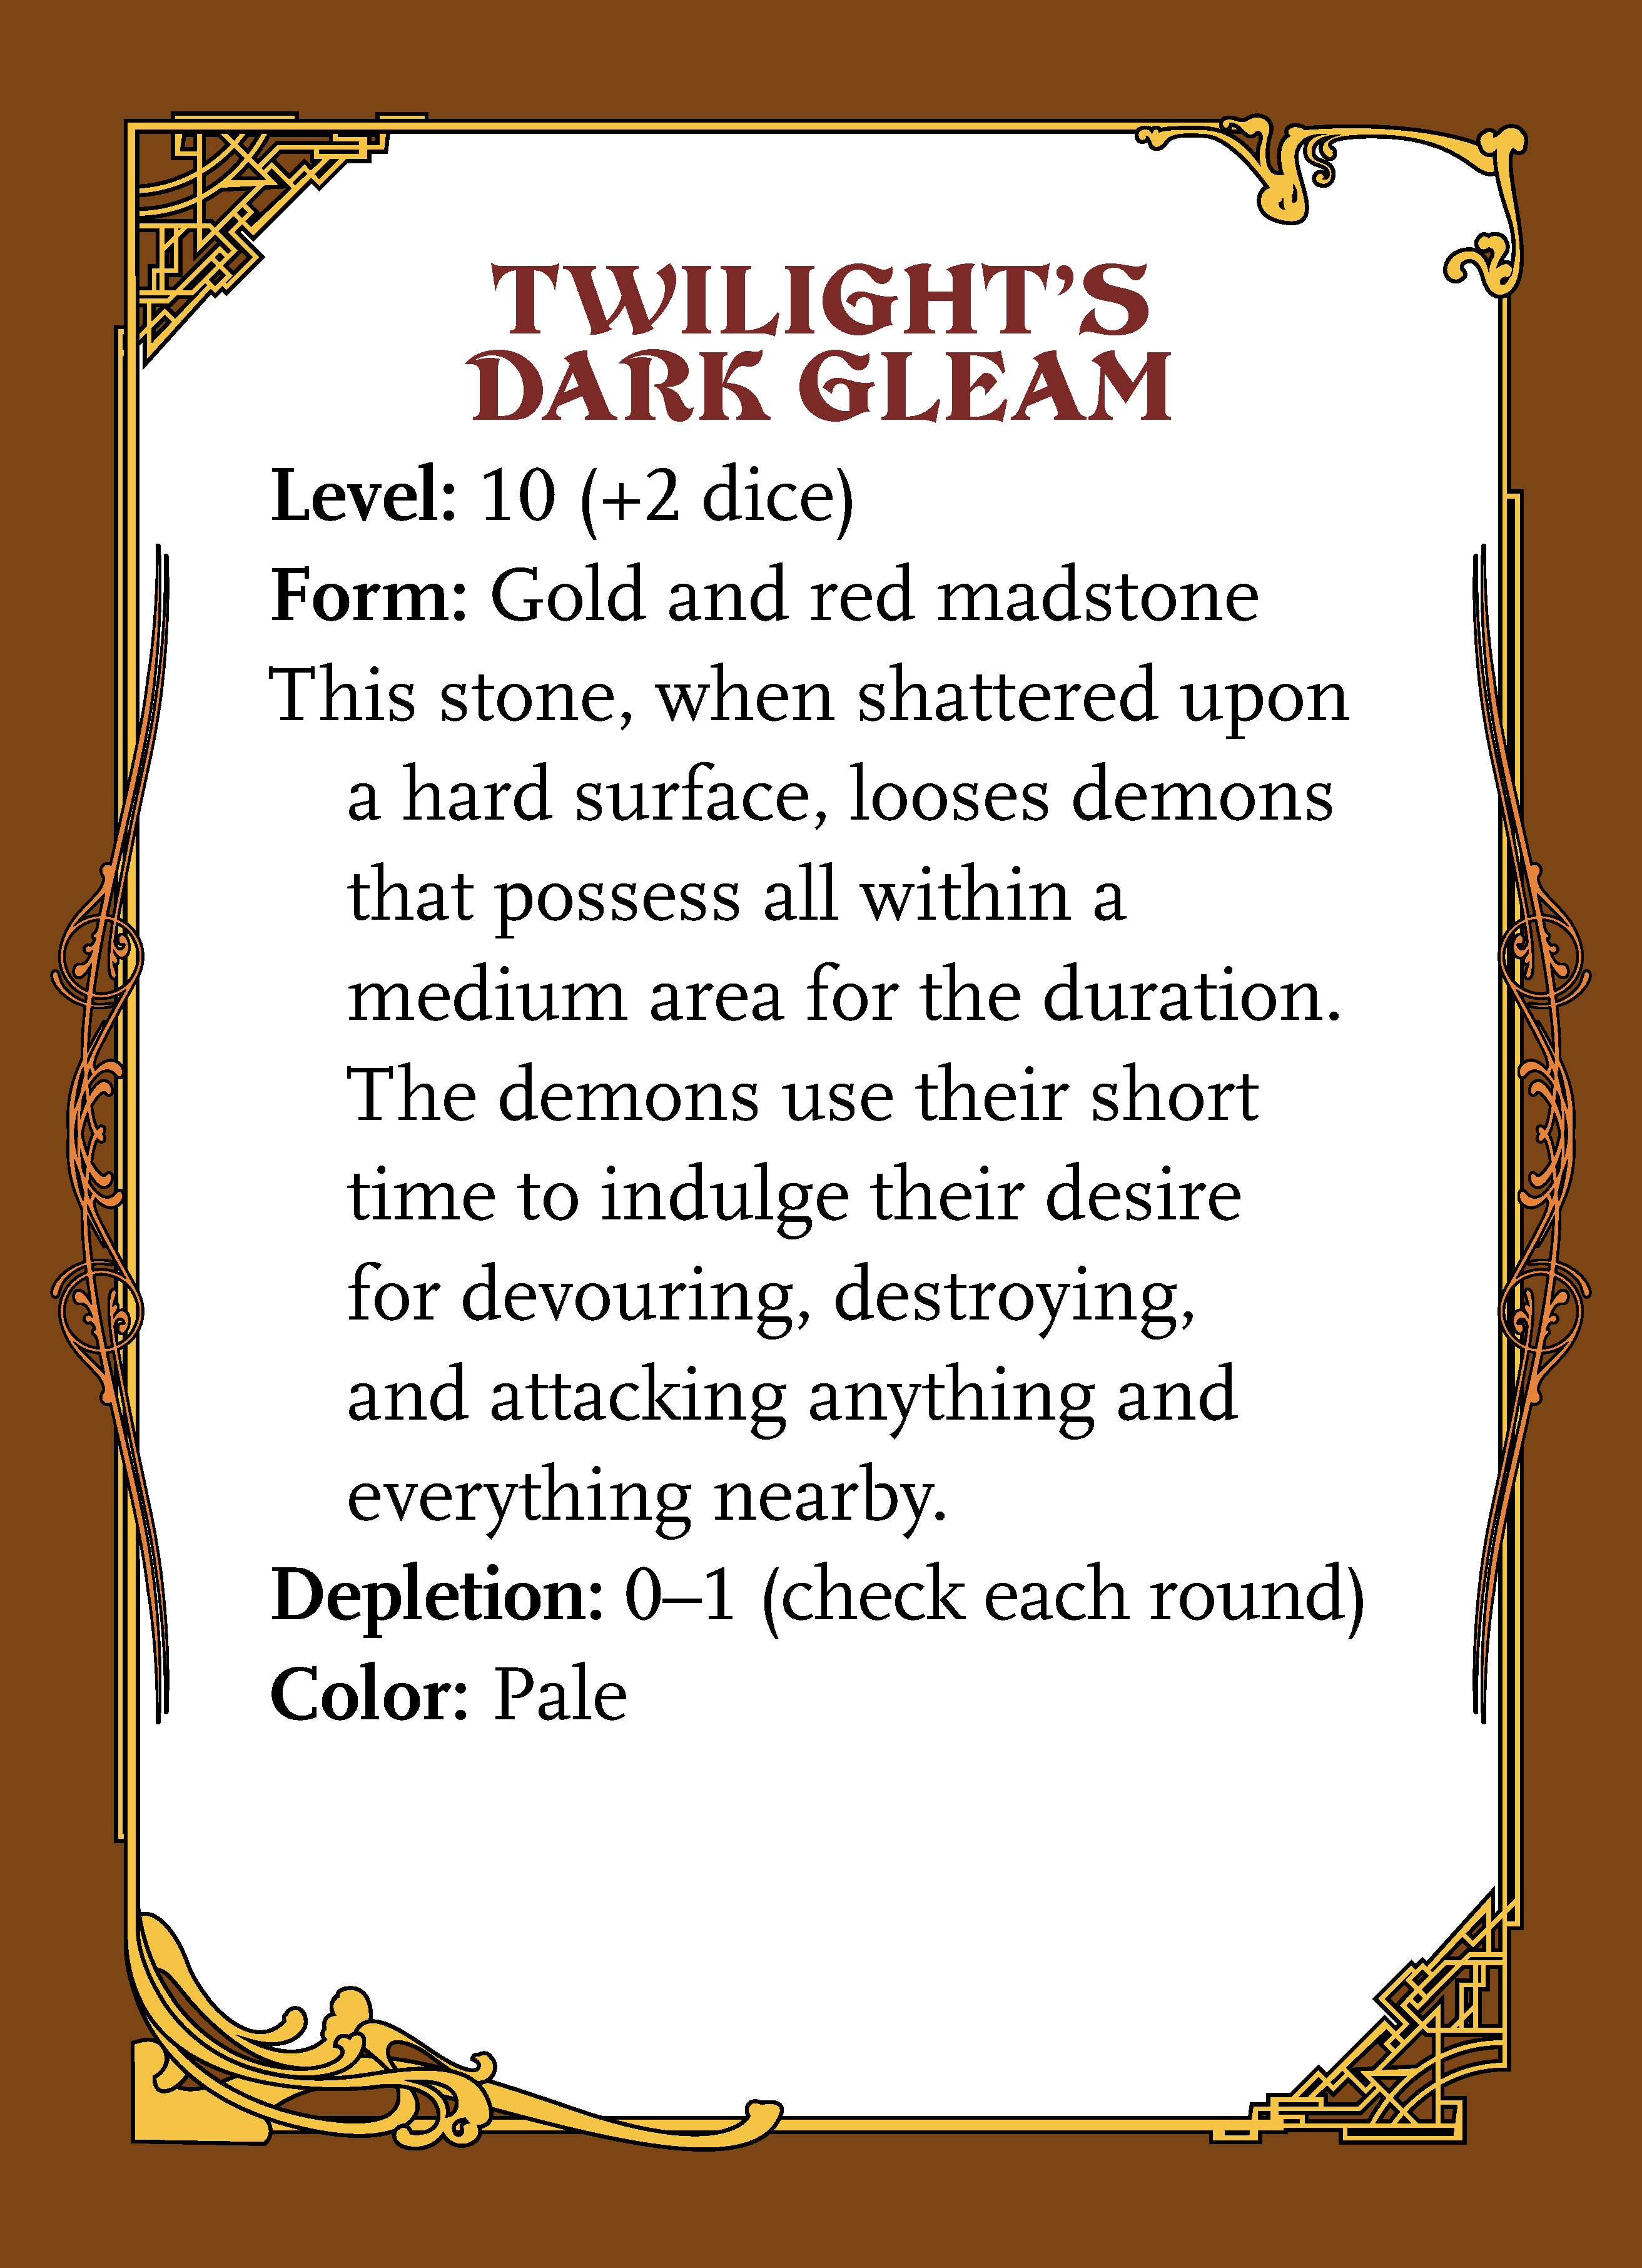 TWILIGHT’S
DARK GLEAM
Level: 10 (+2 dice)
Form: Gold and red madstone
This stone, when shattered upon
a hard surface, looses demons
that possess all within a
medium area for the duration.
The demons use their short
time to indulge their desire
for devouring, destroying,
and attacking anything and
everything nearby.
Depletion: 0–1 (check each round)
Color: Pale